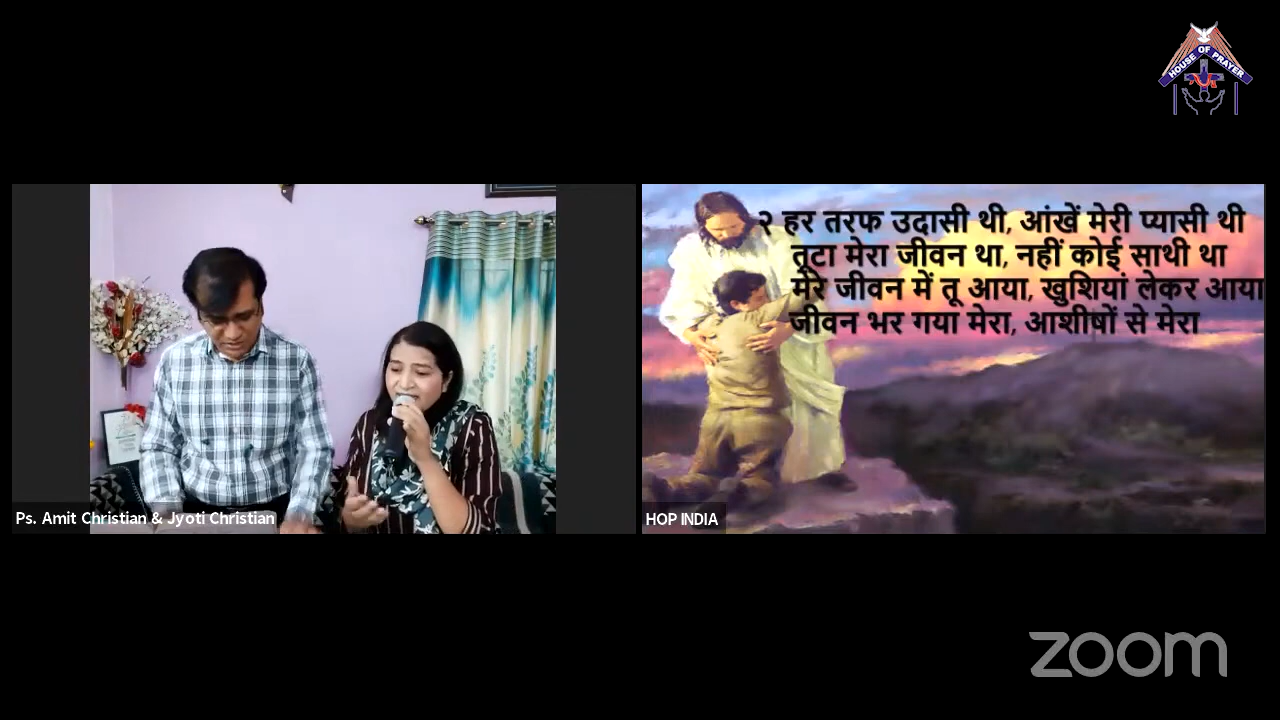 HOUSE OF PRAYER
२ हर तरफ उदासी थी, आंखें मेरी प्यासी थी
टूटा मेरा जीवन था, नहीं कोई साथी था
मेरे जीवन में तू आया, खुशियां लेकर आया
जीवन भर गया मेरा, आशीषों से मेरा
Ps. Amit Christian & Jyoti Christian
HOP INDIA
zoom